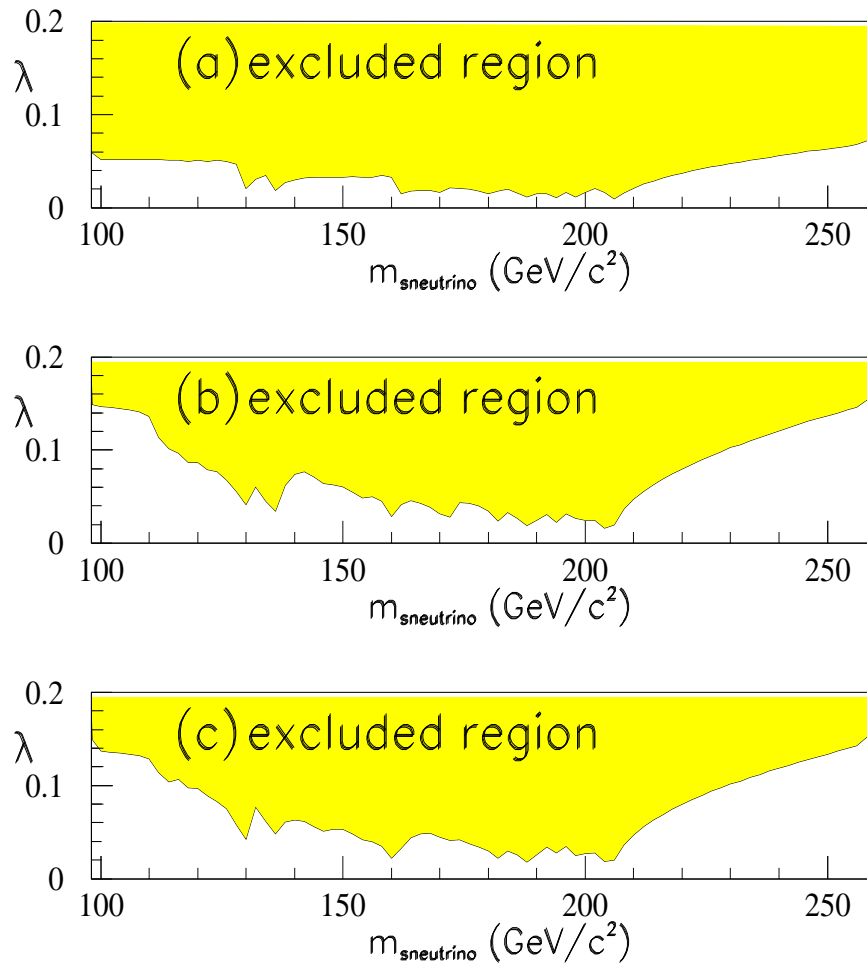 0.2
(a) excluded region
λ
0.1
0
100 150 200 250
m_sneutrino (GeV/c²)
0.2
(b) excluded region
λ
0.1
0
100 150 200 250
m_sneutrino (GeV/c²)
0.2
(c) excluded region
λ
0.1
0
100 150 200 250
m_sneutrino (GeV/c²)